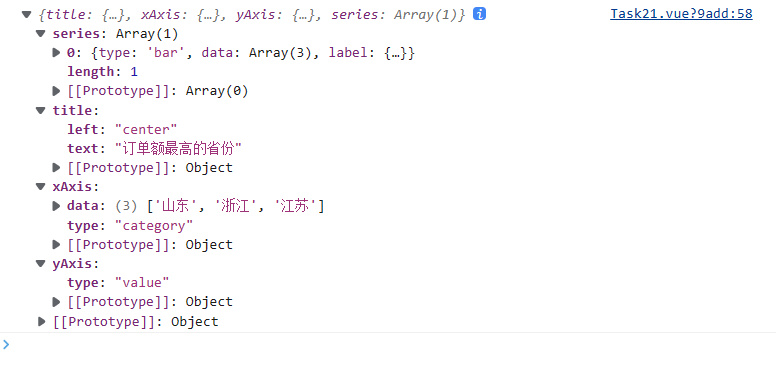 {title: {…}, xAxis: {…}, yAxis: {…}, series: Array(1)} i Task21.vue?9add:58
series: Array(1)
0: {type: 'bar', data: Array(3), label: {…}}
length: 1
[[Prototype]]: Array(0)
title:
left: "center"
text: "订单额最高的省份"
[[Prototype]]: Object
xAxis:
data: (3) ['山东', '浙江', '江苏']
type: "category"
[[Prototype]]: Object
yAxis:
type: "value"
[[Prototype]]: Object
[[Prototype]]: Object